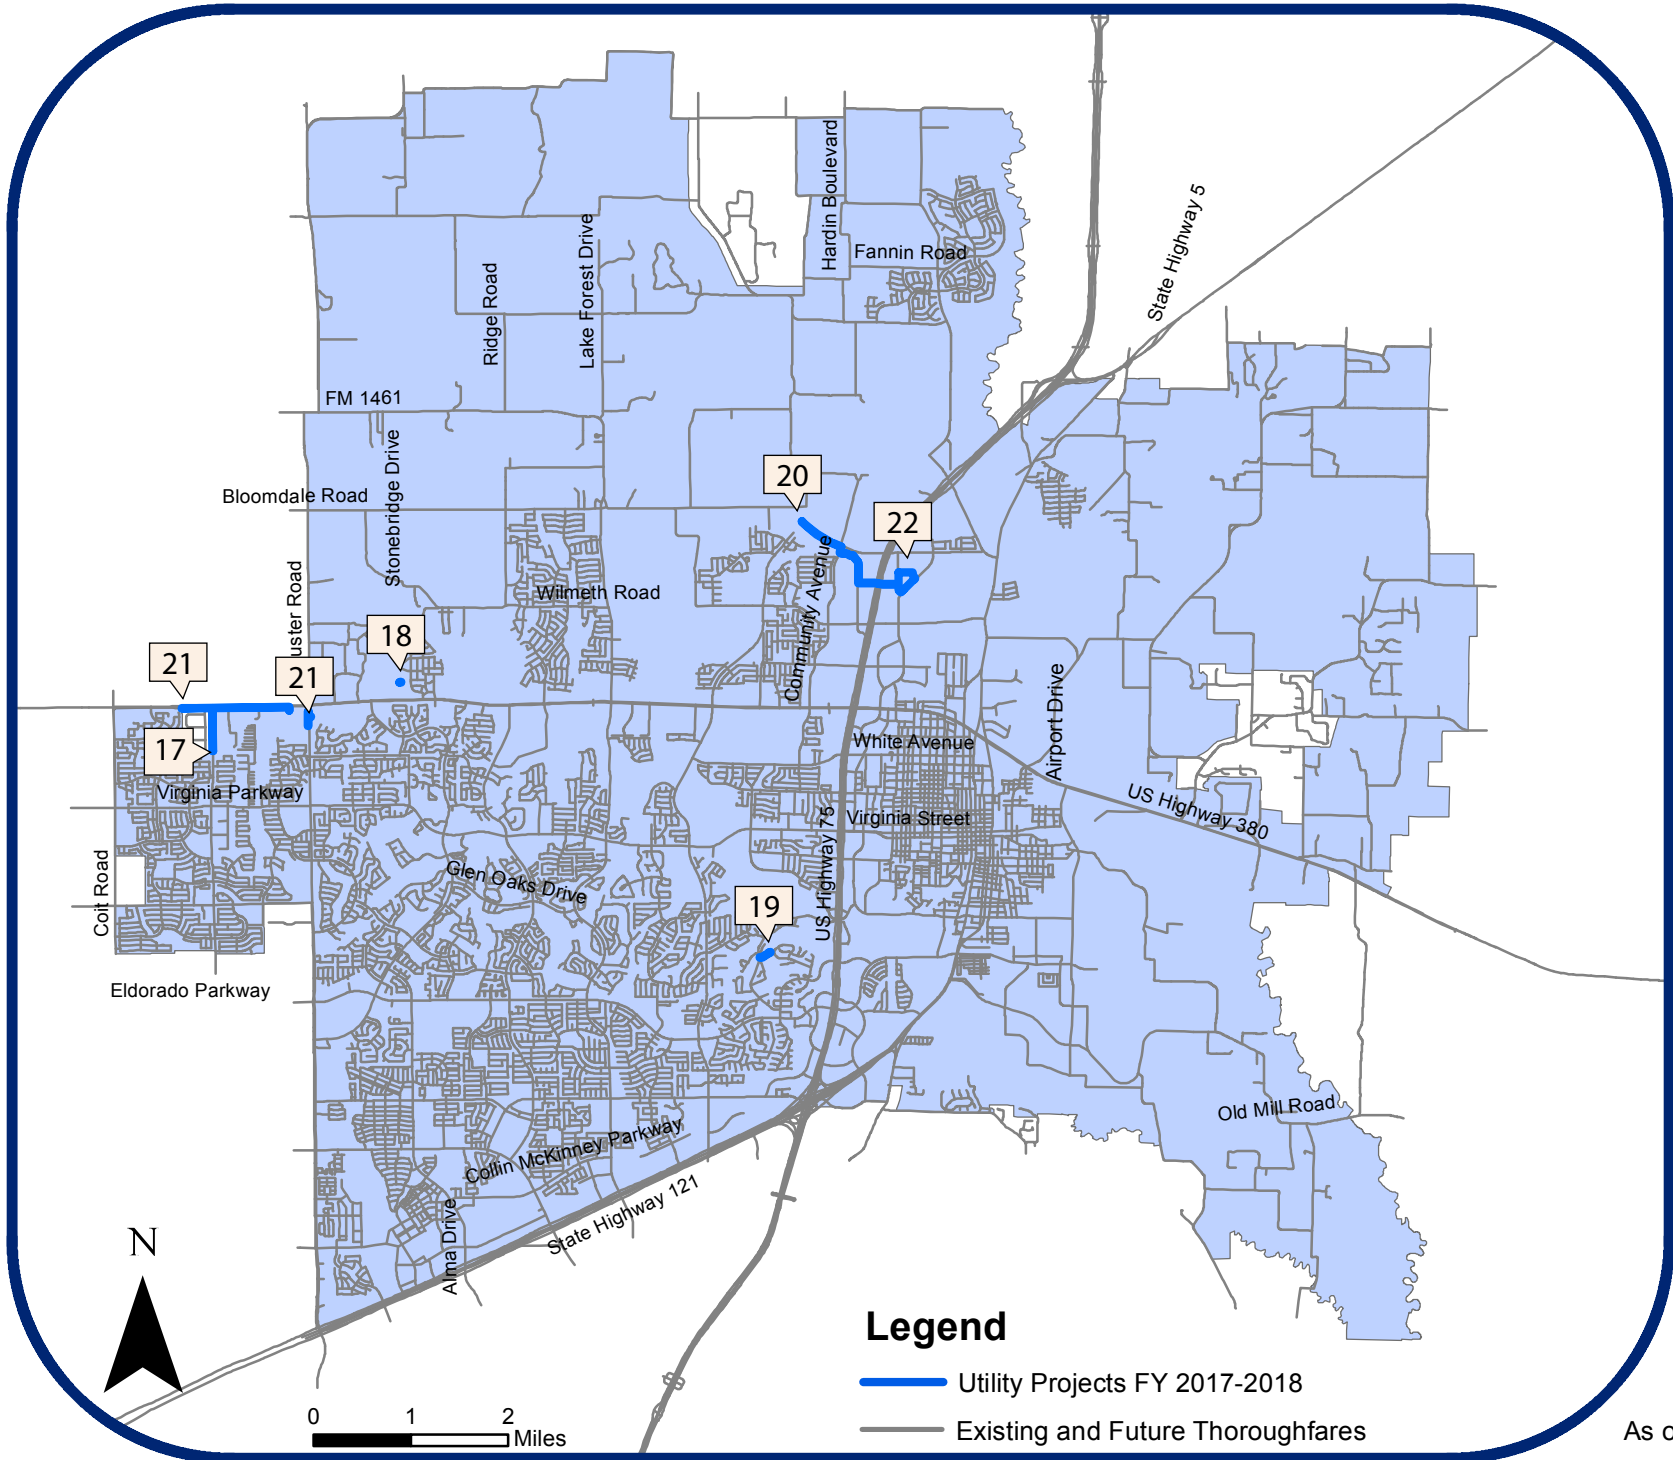 Hardin Boulevard
State Highway 5
Fannin Road
Lake Forest Drive
Ridge Road
FM 1461
Stonebridge Drive
20
Bloomdale Road
22
Community Avenue
Wilmeth Road
uster Road
18
21
21
Airport Drive
17
White Avenue
Virginia Parkway
US Highway 380
Virginia Street
US Highway 75
Coit Road
Glen Oaks Drive
19
Eldorado Parkway
Old Mill Road
Collin McKinney Parkway
State Highway 121
Alma Drive
N
Legend
Utility Projects FY 2017-2018
0 1 2
Miles
Existing and Future Thoroughfares
As